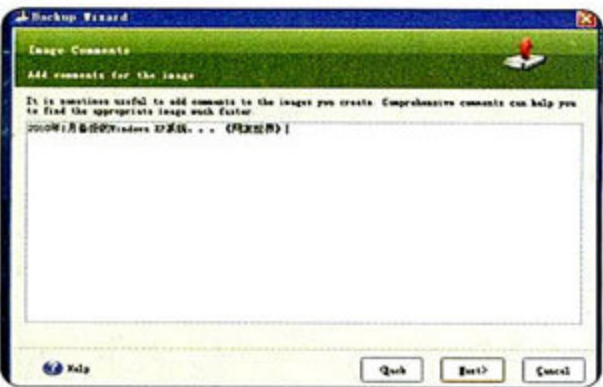 Backup Wizard
Image Comments
Add comments for the image
It is sometimes useful to add comments to the images you create. Comprehensive comments can help you
to find the appropriate image much faster.
2010年1月备份的Windows XP系统。。。《网友世界》
Help
Back
Next>
Cancel